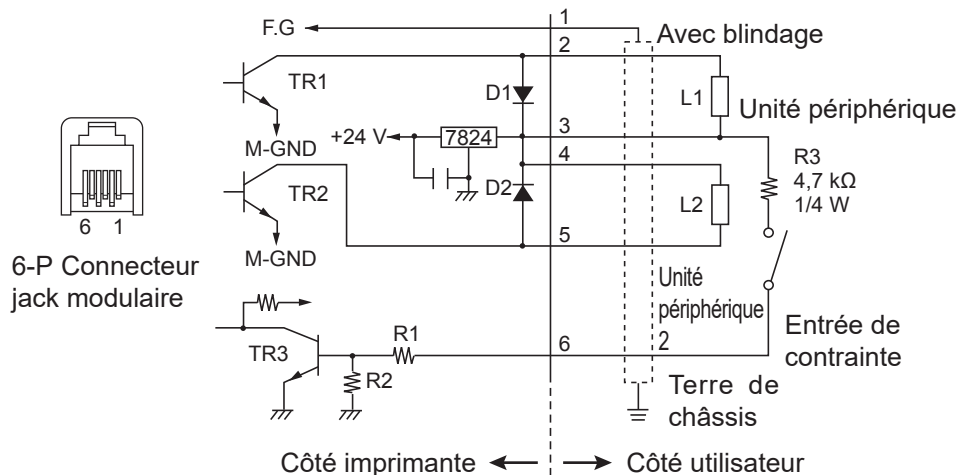 F.G
1
Avec blindage
2
TR1
D1
L1
Unité périphérique
+24 V
7824
3
M-GND
4
R3
4,7 kΩ
1/4 W
TR2
D2
L2
6 1
M-GND
5
6-P Connecteur
jack modulaire
Unité
périphérique
2
Entrée de
contrainte
R1
6
TR3
R2
Terre de
châssis
Côté imprimante
Côté utilisateur